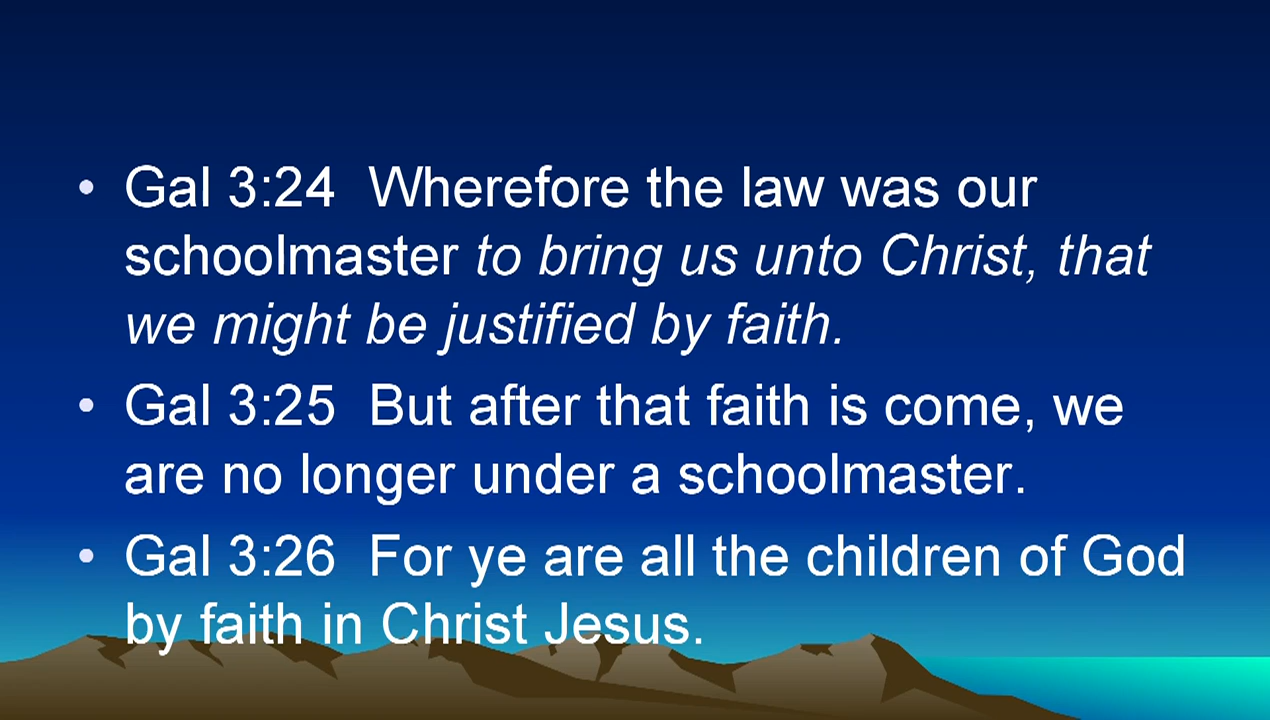 • Gal 3:24 Wherefore the law was our
schoolmaster to bring us unto Christ, that
we might be justified by faith.
• Gal 3:25 But after that faith is come, we
are no longer under a schoolmaster.
• Gal 3:26 For ye are all the children of God
by faith in Christ Jesus.